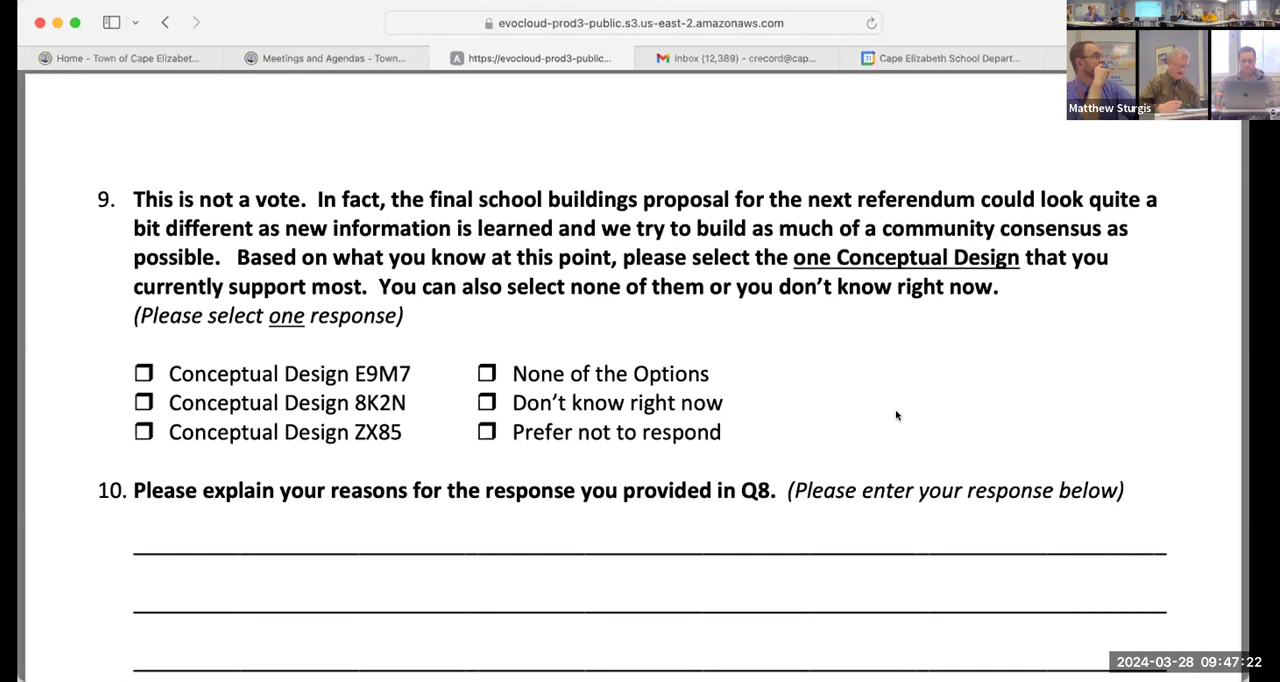 evocloud-prod3-public.s3.us-east-2.amazonaws.com
Home - Town of Cape Elizabet...
Meetings and Agendas - Town...
https://evocloud-prod3-public...
Inbox (12,389) - crecord@cap...
Cape Elizabeth School Depart...
Matthew Sturgis
9. This is not a vote. In fact, the final school buildings proposal for the next referendum could look quite a
bit different as new information is learned and we try to build as much of a community consensus as
possible. Based on what you know at this point, please select the one Conceptual Design that you
currently support most. You can also select none of them or you don't know right now.
(Please select one response)
Conceptual Design E9M7
None of the Options
Conceptual Design 8K2N
Don't know right now
Conceptual Design ZX85
Prefer not to respond
10. Please explain your reasons for the response you provided in Q8. (Please enter your response below)
2024-03-28 09:47:22